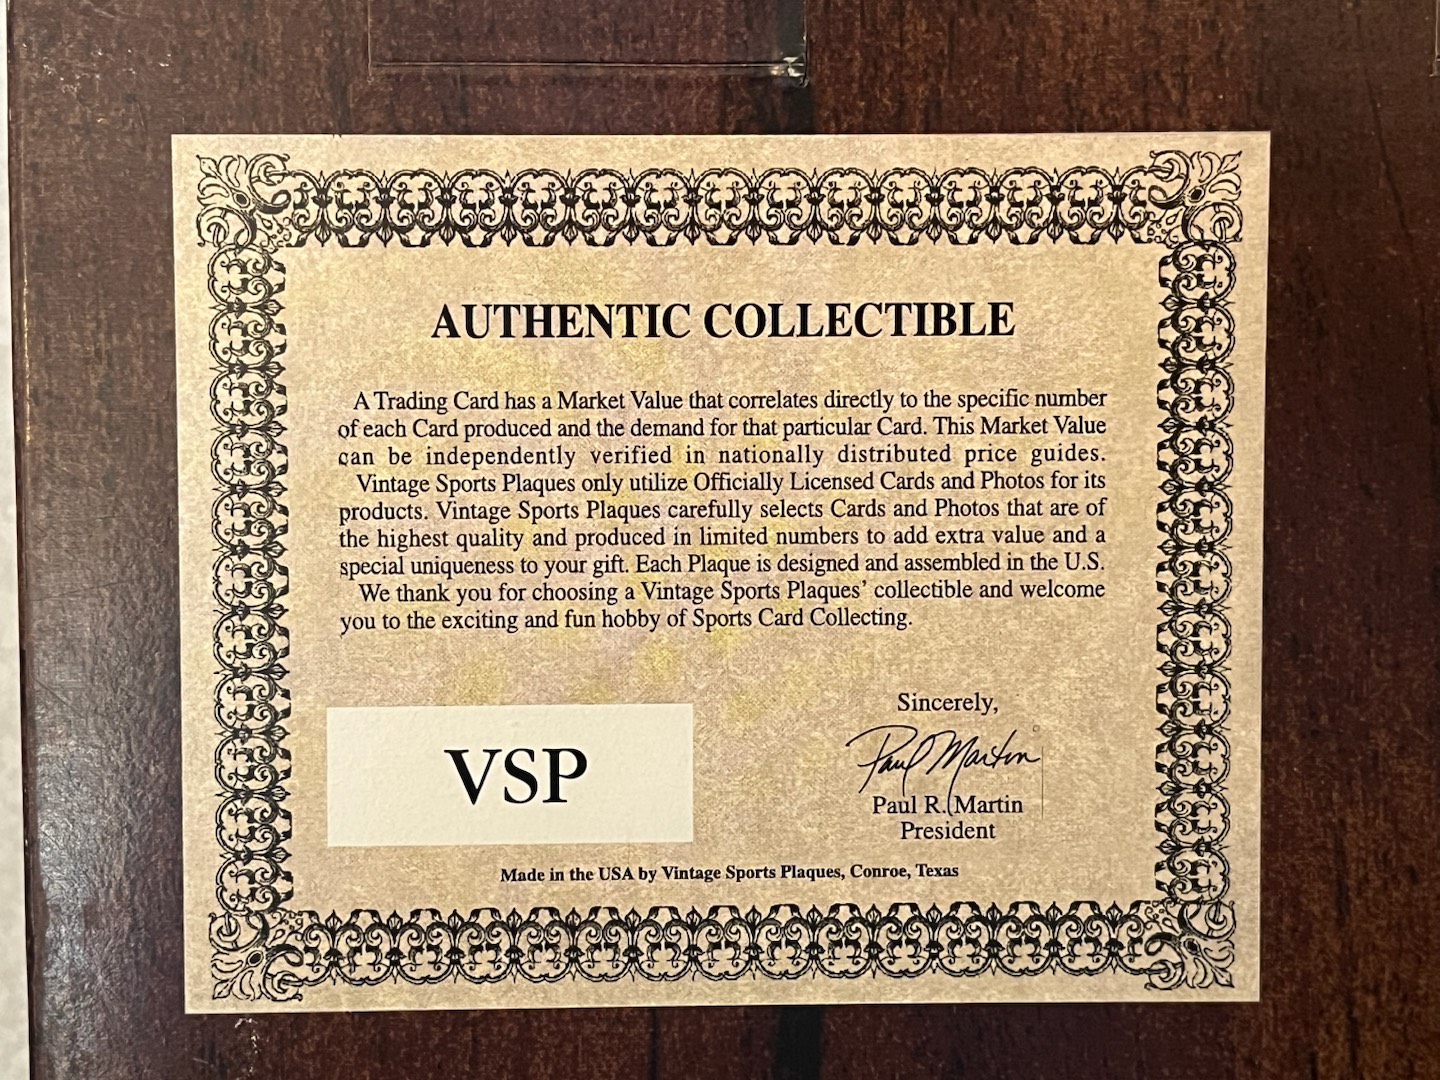 AUTHENTIC COLLECTIBLE
A Trading Card has a Market Value that correlates directly to the specific number
of each Card produced and the demand for that particular Card. This Market Value
can be independently verified in nationally distributed price guides.
Vintage Sports Plaques only utilize Officially Licensed Cards and Photos for its
products. Vintage Sports Plaques carefully selects Cards and Photos that are of
the highest quality and produced in limited numbers to add extra value and a
special uniqueness to your gift. Each Plaque is designed and assembled in the U.S.
We thank you for choosing a Vintage Sports Plaques' collectible and welcome
you to the exciting and fun hobby of Sports Card Collecting.
Sincerely,
Paul Martin
Paul R. Martin
President
VSP
Made in the USA by Vintage Sports Plaques, Conroe, Texas